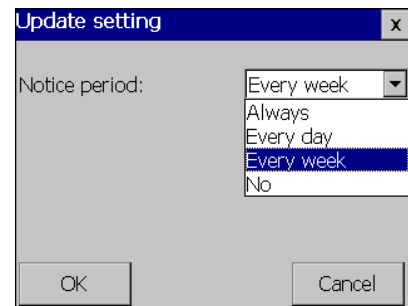 Update setting x
Notice period: Every week
Always
Every day
Every week
No
OK Cancel